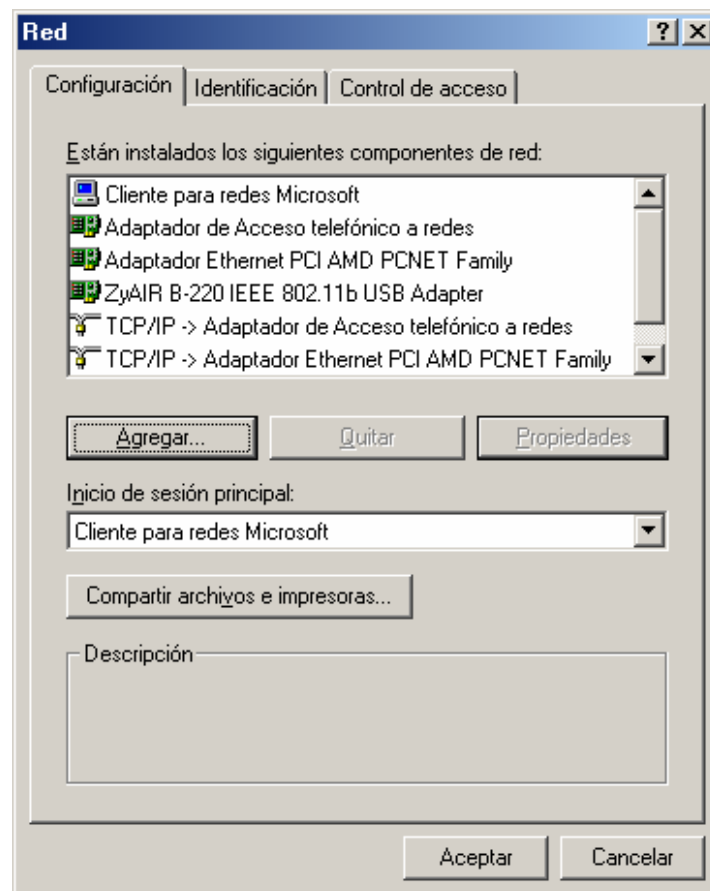 Red
Configuración Identificación Control de acceso
Están instalados los siguientes componentes de red:
Cliente para redes Microsoft
Adaptador de Acceso telefónico a redes
Adaptador Ethernet PCI AMD PCNET Family
ZyAIR B-220 IEEE 802.11b USB Adapter
TCP/IP -> Adaptador de Acceso telefónico a redes
TCP/IP -> Adaptador Ethernet PCI AMD PCNET Family
Agregar... Quitar Propiedades
Inicio de sesión principal:
Cliente para redes Microsoft
Compartir archivos e impresoras...
Descripción
Aceptar Cancelar